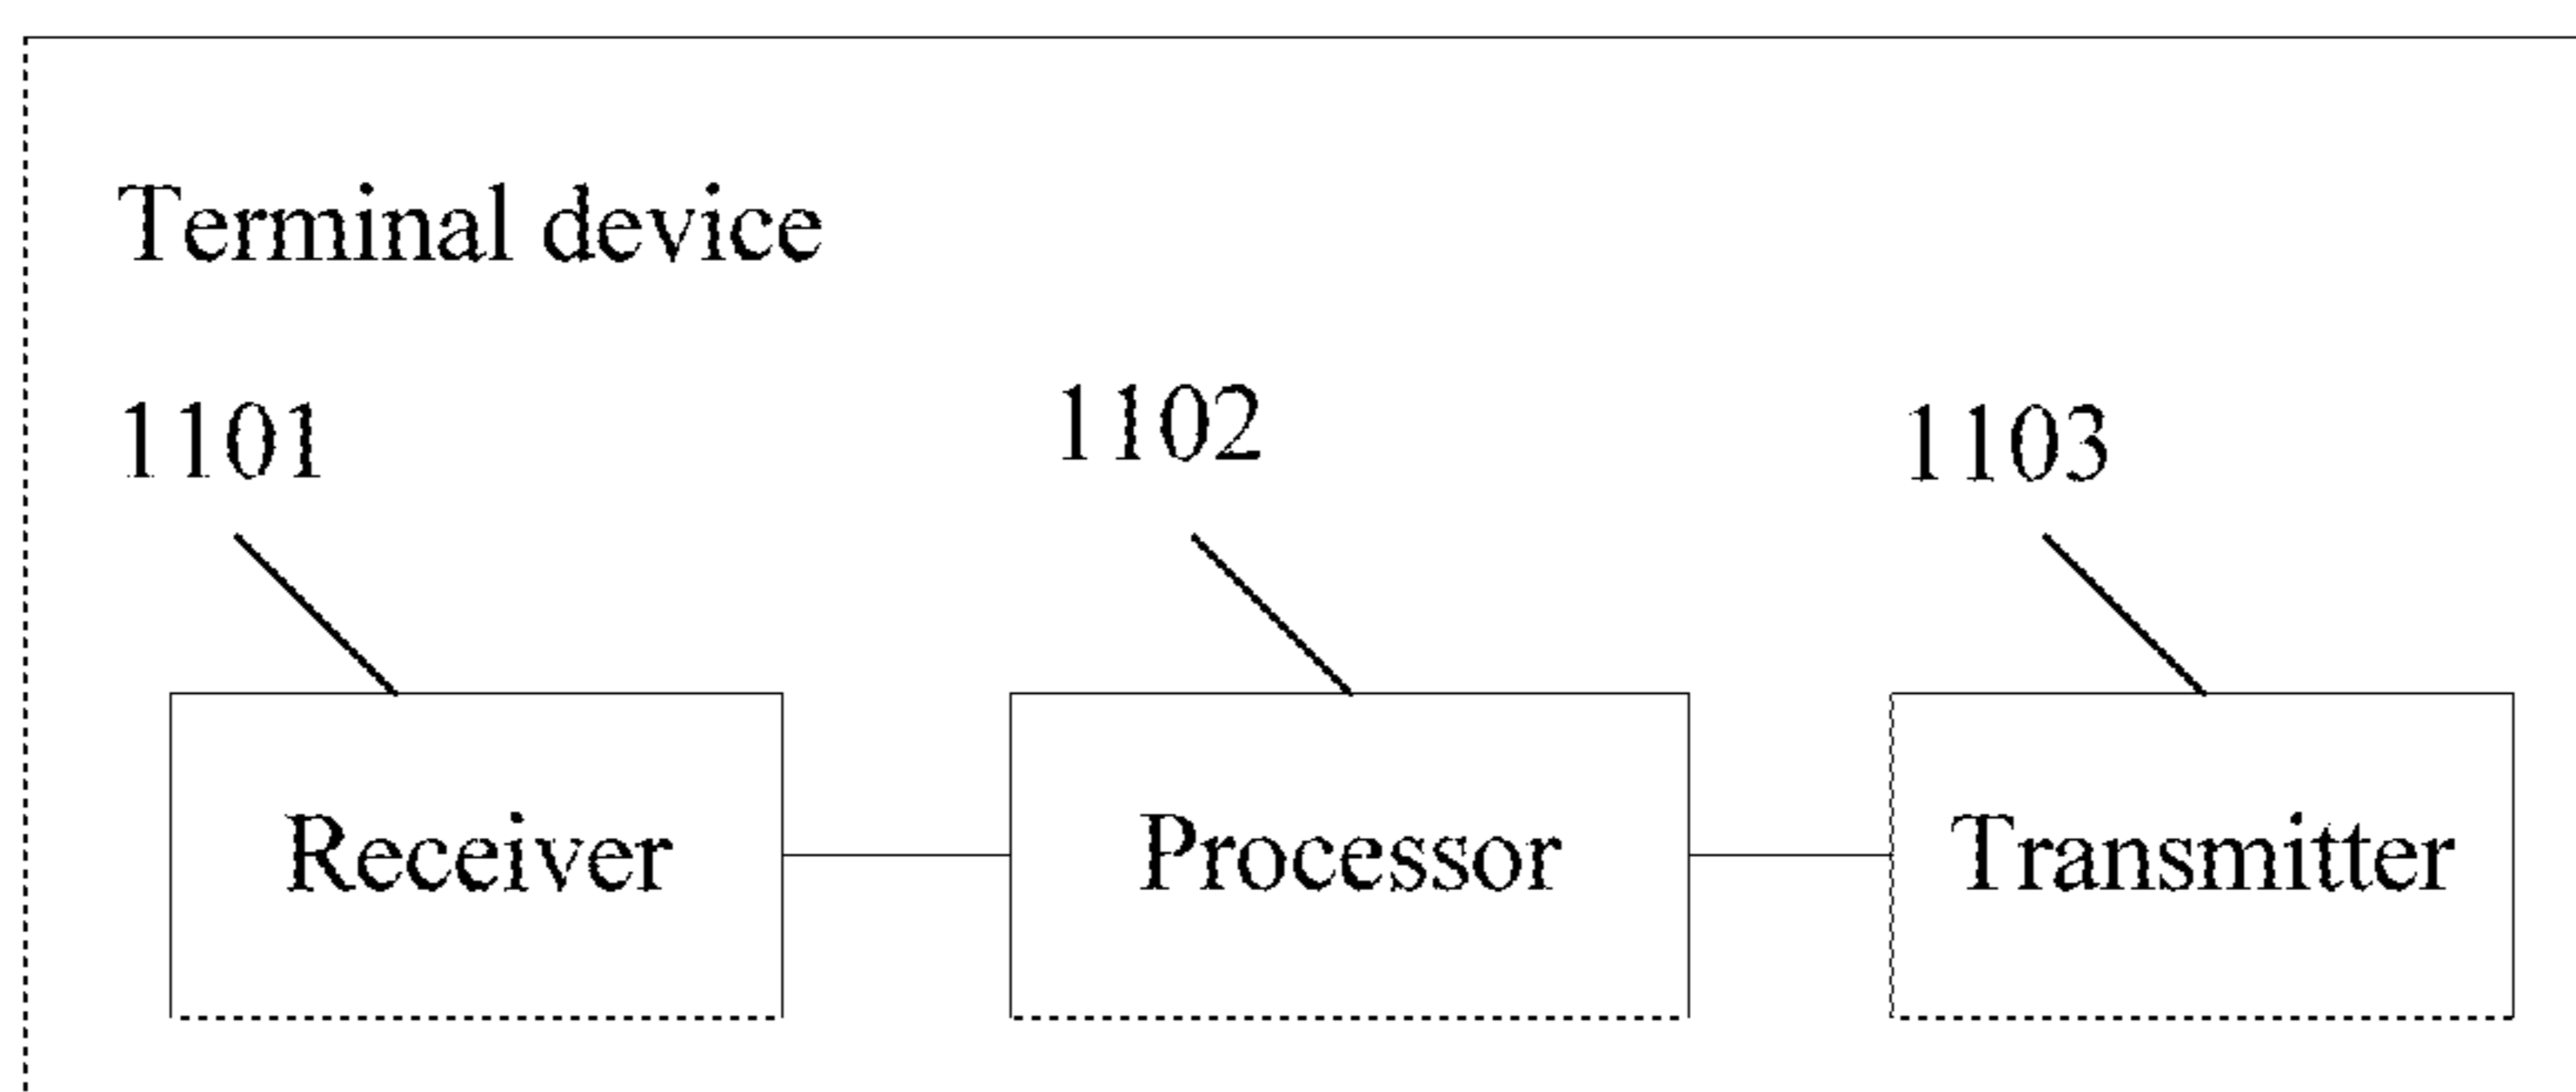 Terminal device
1101
1102
1103
Receiver
Processor
Transmitter